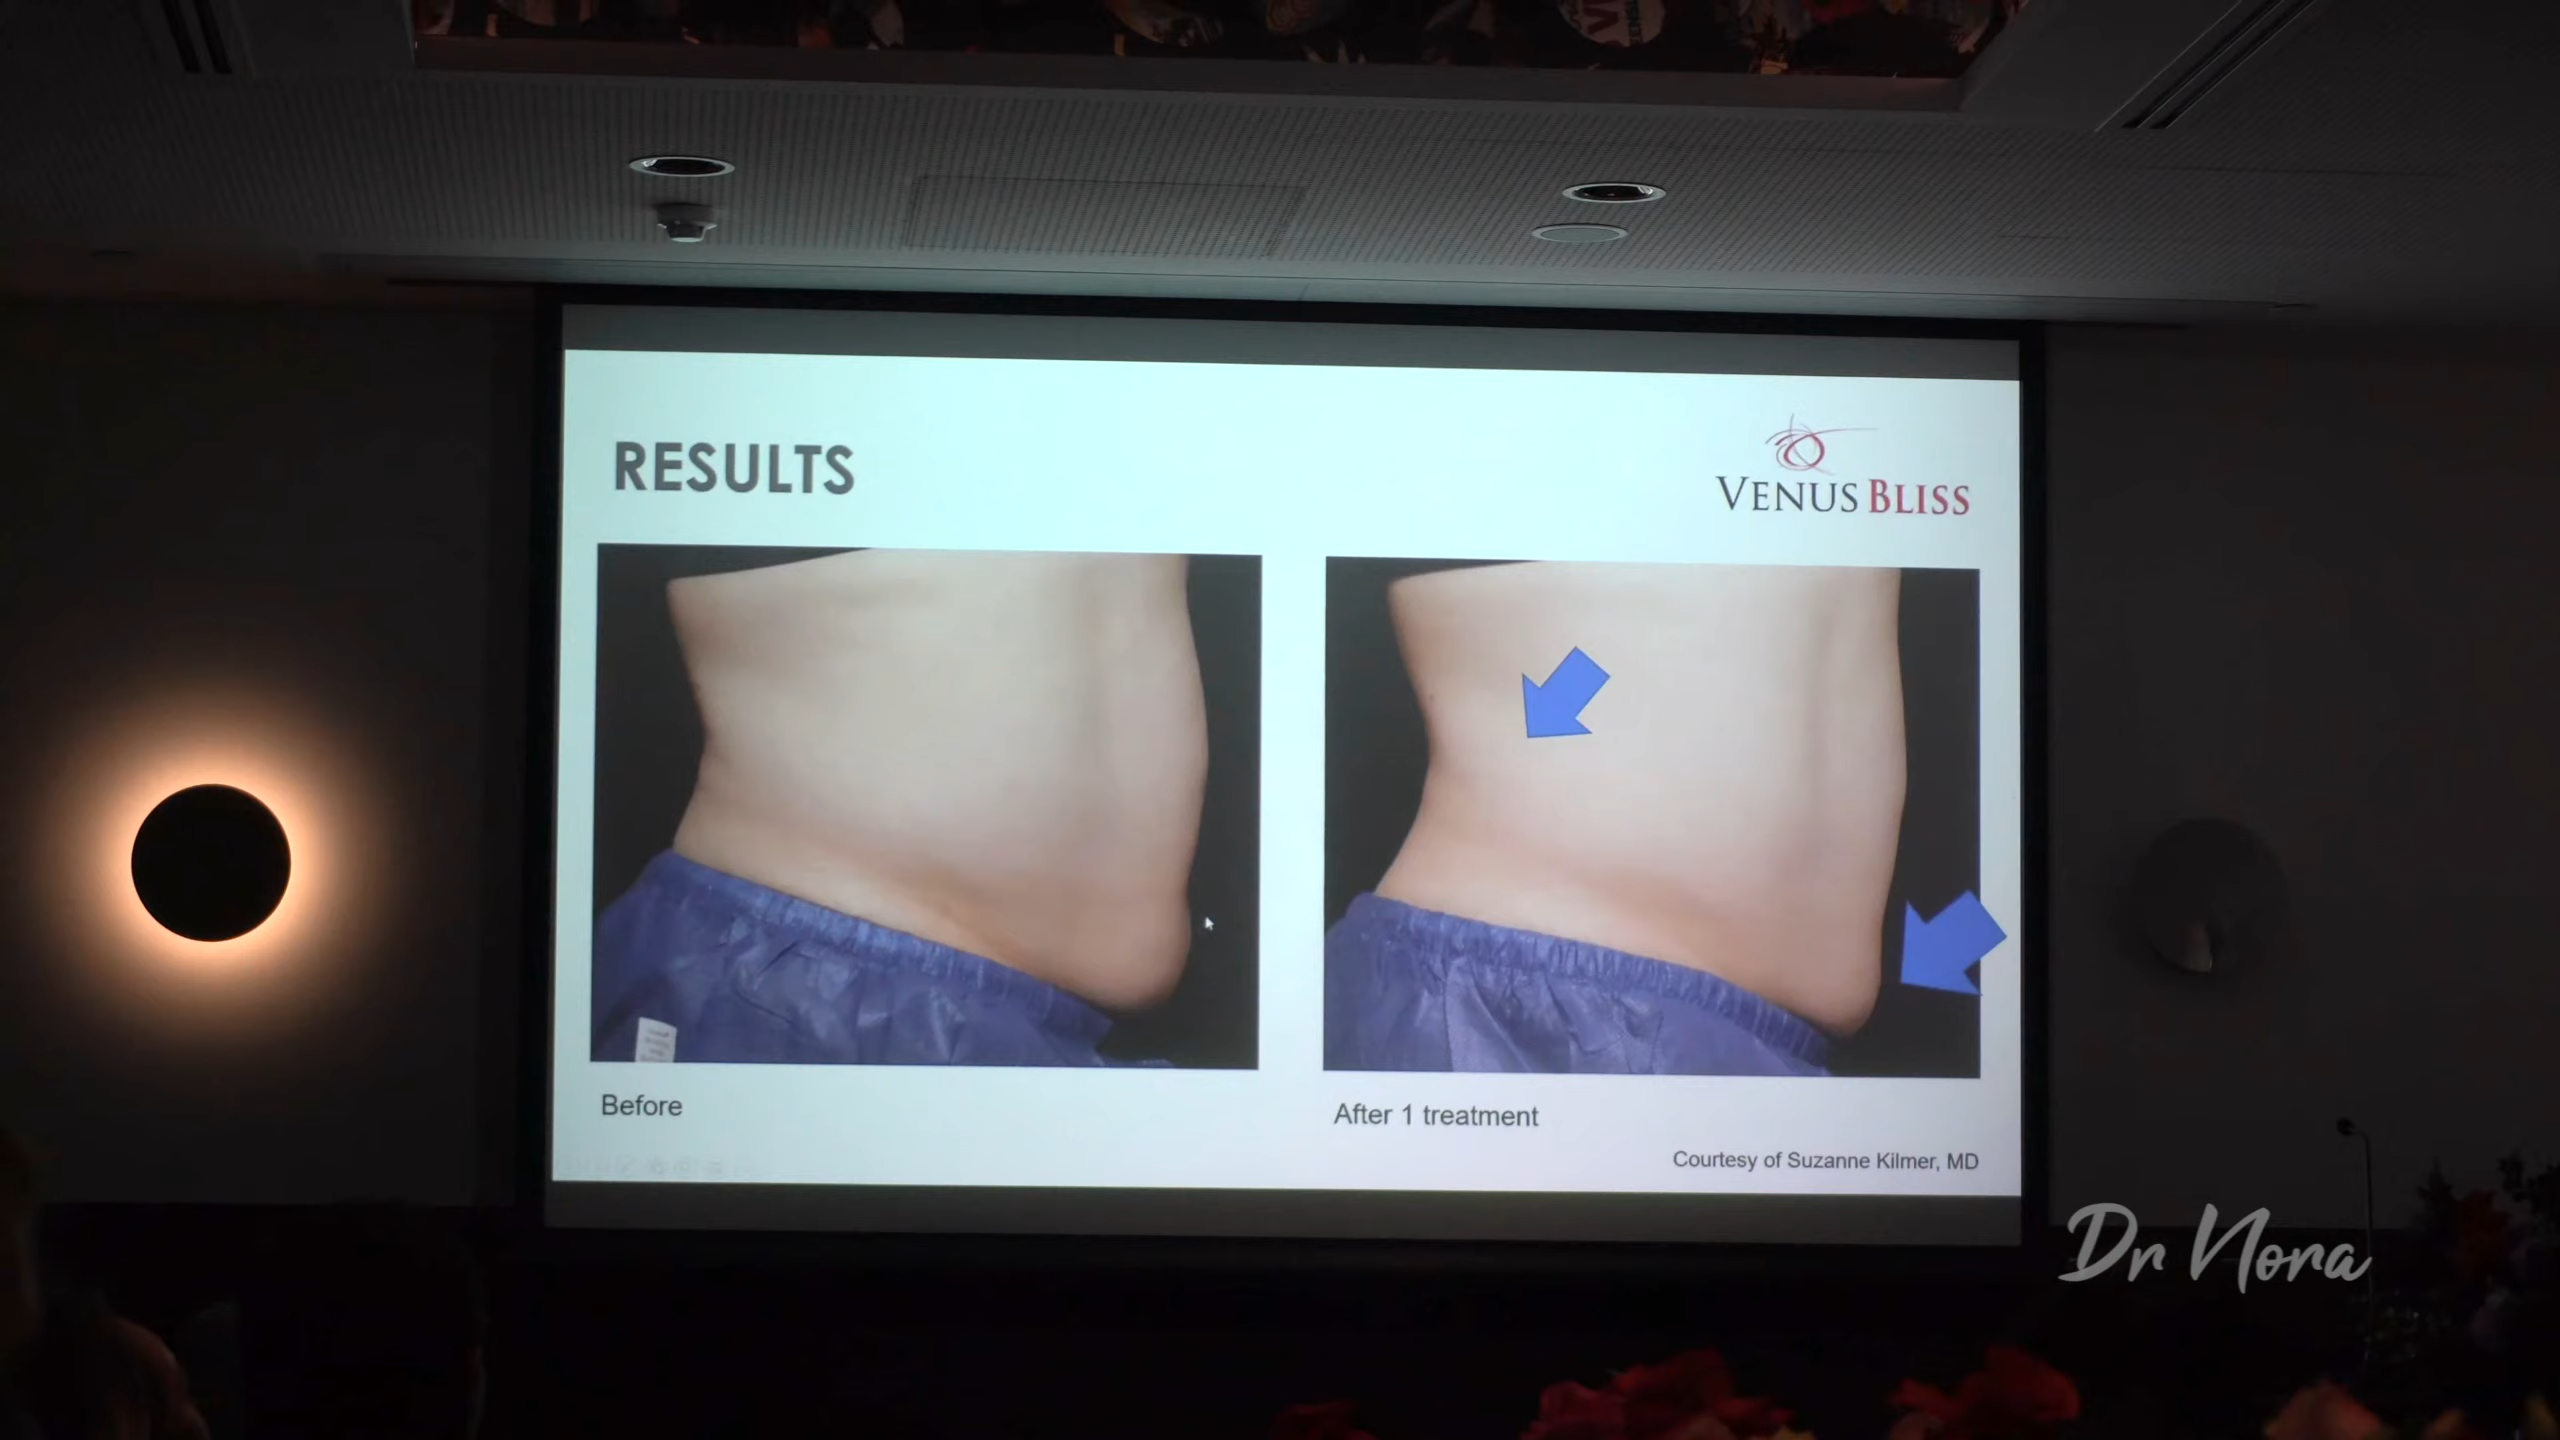 RESULTS
VENUS BLISS
Before
After 1 treatment
Courtesy of Suzanne Kilmer, MD
Dr Nora